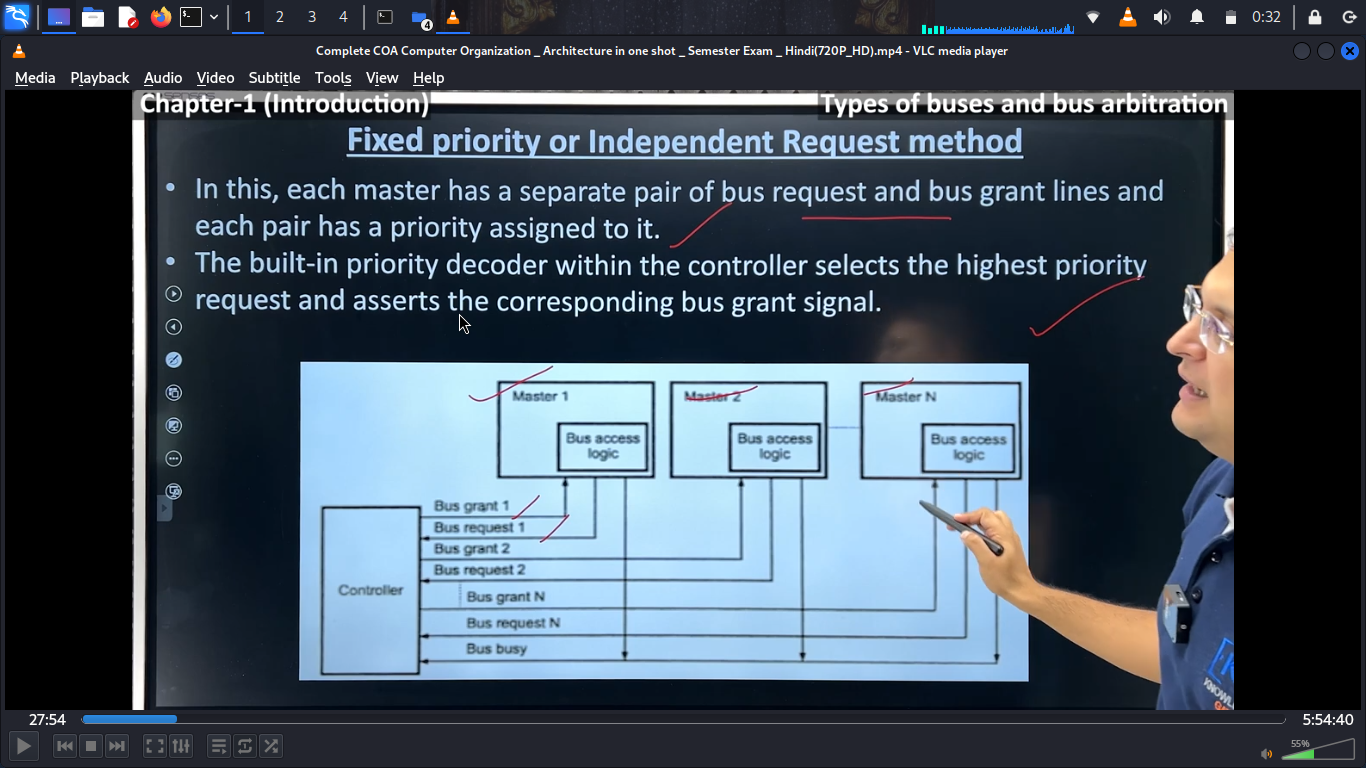 1 2 3 4
4
0:32
Complete COA Computer Organization _ Architecture in one shot _ Semester Exam _ Hindi(720P_HD).mp4 - VLC media player
Media Playback Audio Video Subtitle Tools View Help
Chapter-1 (Introduction)
Types of buses and bus arbitration
Fixed priority or Independent Request method
• In this, each master has a separate pair of bus request and bus grant lines and
each pair has a priority assigned to it.
• The built-in priority decoder within the controller selects the highest priority
request and asserts the corresponding bus grant signal.
Master 1
Bus access
logic
Master 2
Bus access
logic
Master N
Bus access
logic
Controller
Bus grant 1
Bus request 1
Bus grant 2
Bus request 2
Bus grant N
Bus request N
Bus busy
27:54
5:54:40
55%